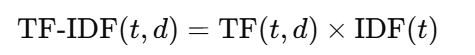 TF-IDF(t, d) = TF(t, d) × IDF(t)